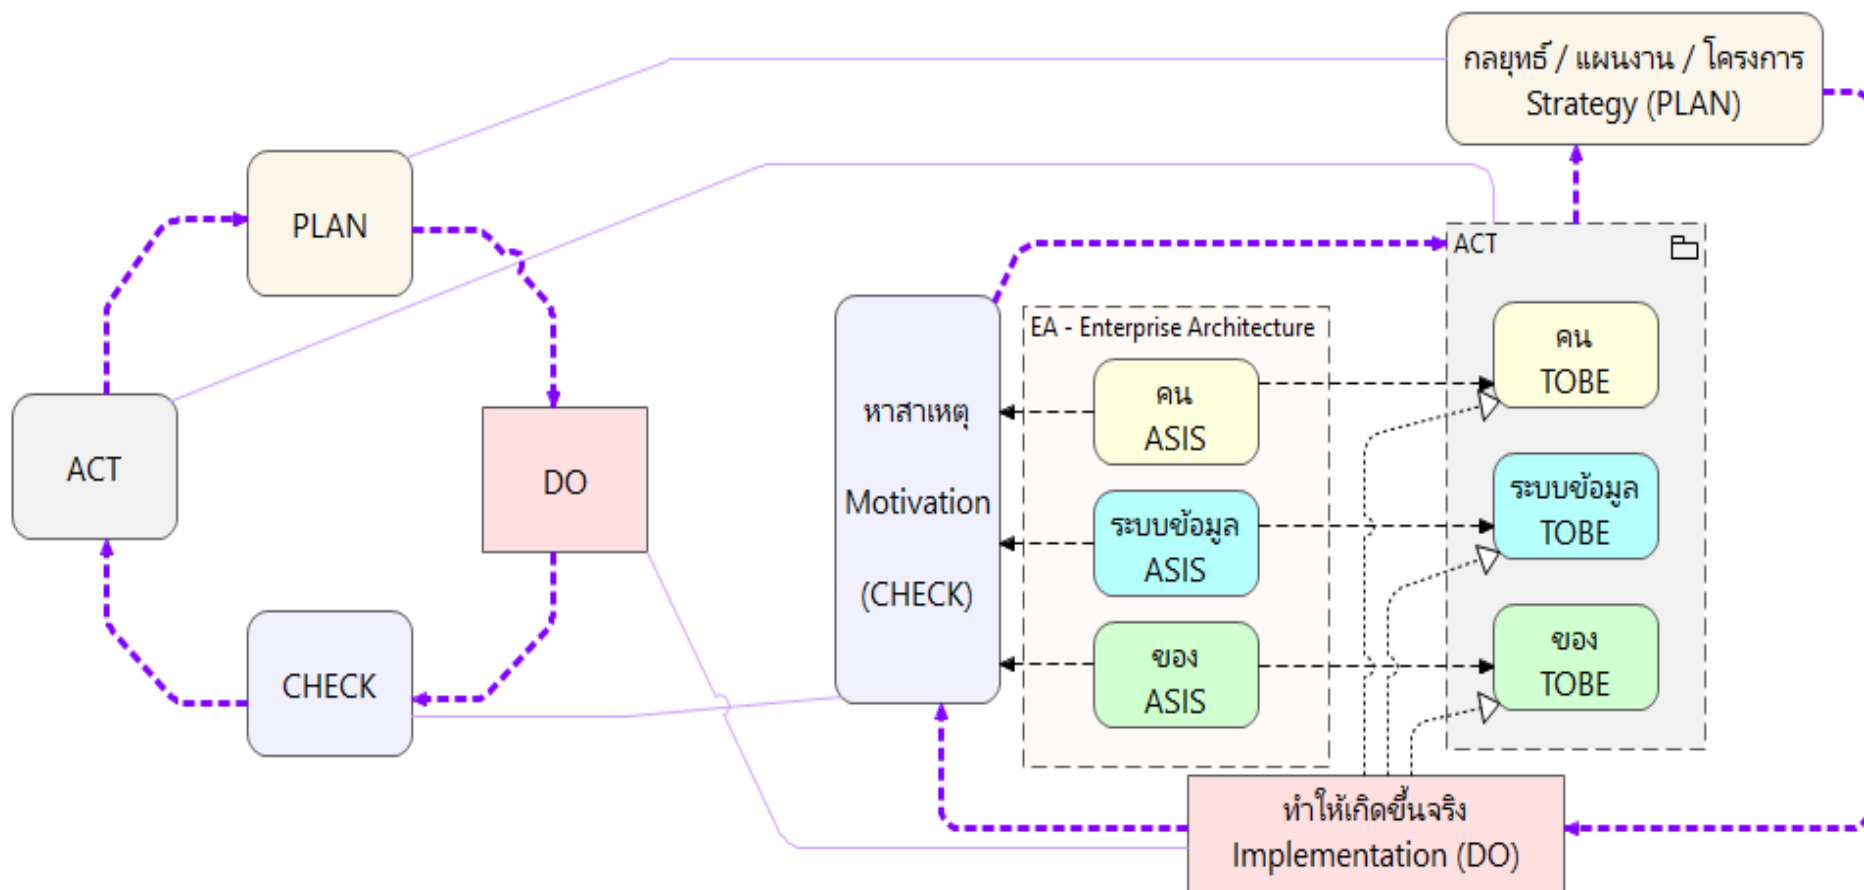 PLAN
ACT
DO
CHECK
กลยุทธ์ / แผนงาน / โครงการ
Strategy (PLAN)
หาสาเหตุ
Motivation
(CHECK)
EA - Enterprise Architecture
คน
ASIS
ระบบข้อมูล
ASIS
ของ
ASIS
ACT
คน
TOBE
ระบบข้อมูล
TOBE
ของ
TOBE
ทำให้เกิดขึ้นจริง
Implementation (DO)